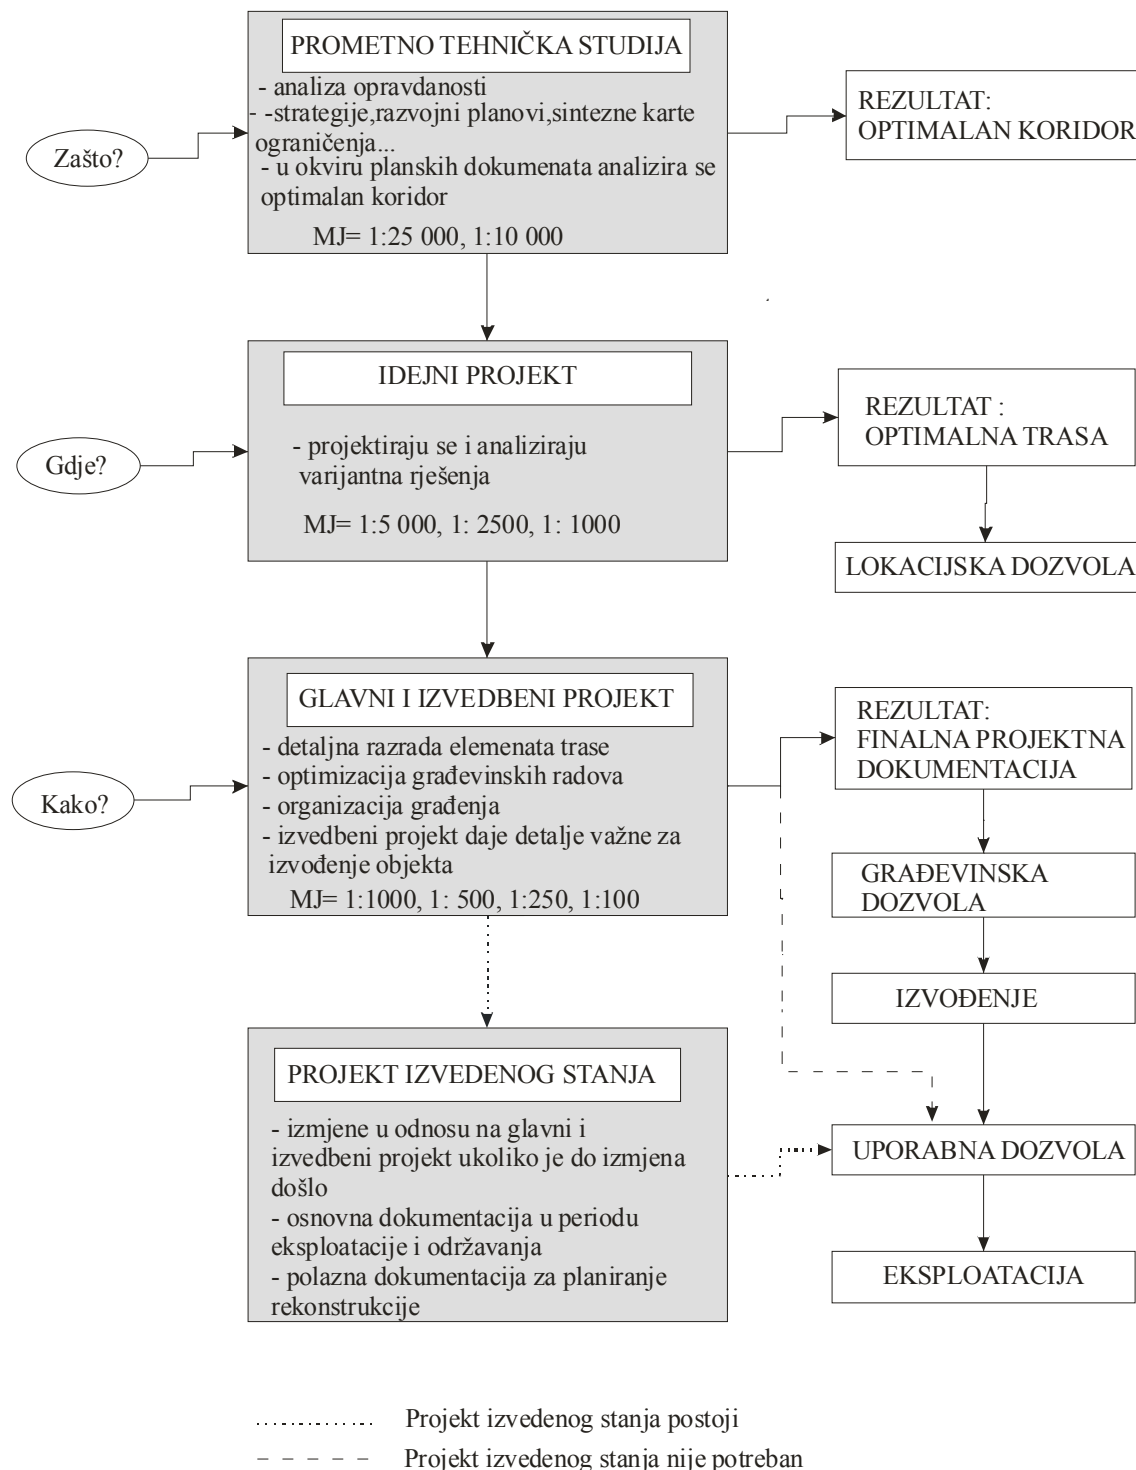 PROMETNO TEHNIČKA STUDIJA
- analiza opravdanosti
- -strategije,razvojni planovi,sintezne karte
ograničenja...
- u okviru planskih dokumenata analizira se
optimalan koridor
MJ= 1:25 000, 1:10 000
Zašto?
REZULTAT:
OPTIMALAN KORIDOR
IDEJNI PROJEKT
- projektiraju se i analiziraju
varijantna rješenja
MJ= 1:5 000, 1: 2500, 1: 1000
Gdje?
REZULTAT :
OPTIMALNA TRASA
LOKACIJSKA DOZVOLA
GLAVNI I IZVEDBENI PROJEKT
- detaljna razrada elemenata trase
- optimizacija građevinskih radova
- organizacija građenja
- izvedbeni projekt daje detalje važne za
izvođenje objekta
MJ= 1:1000, 1: 500, 1:250, 1:100
Kako?
REZULTAT:
FINALNA PROJEKTNA
DOKUMENTACIJA
GRAĐEVINSKA
DOZVOLA
IZVOĐENJE
PROJEKT IZVEDENOG STANJA
- izmjene u odnosu na glavni i
izvedbeni projekt ukoliko je do izmjena
došlo
- osnovna dokumentacija u periodu
eksploatacije i održavanja
- polazna dokumentacija za planiranje
rekonstrukcije
UPORABNA DOZVOLA
EKSPLOATACIJA
Projekt izvedenog stanja postoji
Projekt izvedenog stanja nije potreban